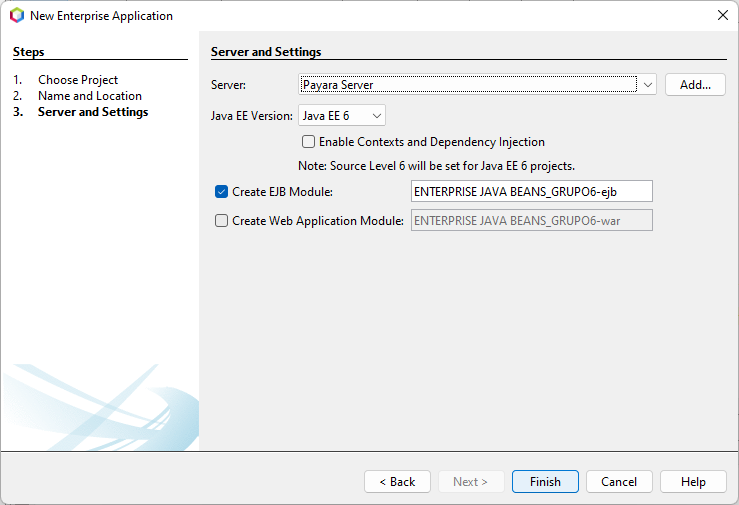 New Enterprise Application
Steps
1. Choose Project
2. Name and Location
3. Server and Settings
Server and Settings
Server: Payara Server Add...
Java EE Version: Java EE 6
Enable Contexts and Dependency Injection
Note: Source Level 6 will be set for Java EE 6 projects.
Create EJB Module: ENTERPRISE JAVA BEANS_GRUPO6-ejb
Create Web Application Module: ENTERPRISE JAVA BEANS_GRUPO6-war
< Back Next > Finish Cancel Help